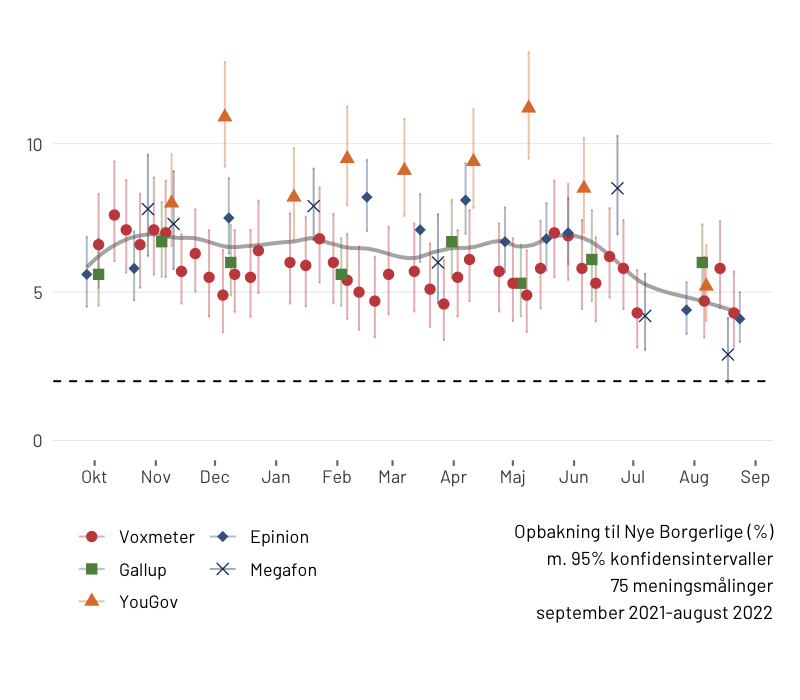 10
5
0
Okt Nov Dec Jan Feb Mar Apr Maj Jun Jul Aug Sep
Voxmeter Epinion
Gallup Megafon
YouGov
Opbakning til Nye Borgerlige (%)
m. 95% konfidensintervaller
75 meningsmålinger
september 2021-august 2022